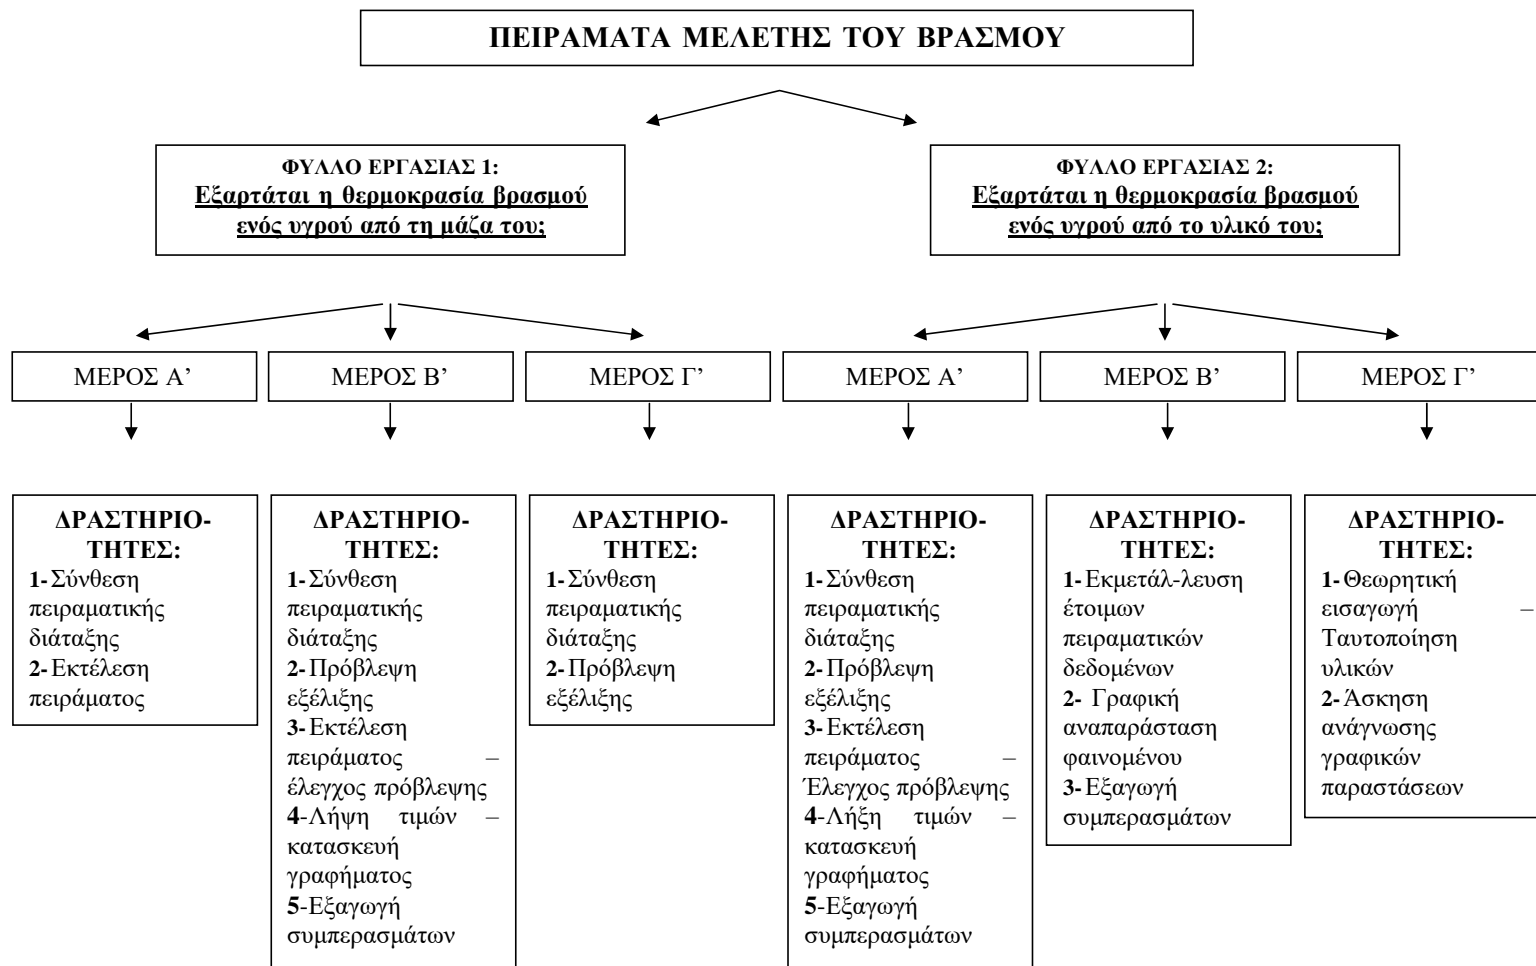 ΠΕΙΡΑΜΑΤΑ ΜΕΛΕΤΗΣ ΤΟΥ ΒΡΑΣΜΟΥ
ΦΥΛΛΟ ΕΡΓΑΣΙΑΣ 1:
Εξαρτάται η θερμοκρασία βρασμού
ενός υγρού από τη μάζα του;
ΦΥΛΛΟ ΕΡΓΑΣΙΑΣ 2:
Εξαρτάται η θερμοκρασία βρασμού
ενός υγρού από το υλικό του;
ΜΕΡΟΣ Α’
ΜΕΡΟΣ Β’
ΜΕΡΟΣ Γ’
ΜΕΡΟΣ Α’
ΜΕΡΟΣ Β’
ΜΕΡΟΣ Γ’
ΔΡΑΣΤΗΡΙΟ-
ΤΗΤΕΣ:
1-Σύνθεση
πειραματικής
διάταξης
2-Εκτέλεση
πειράματος
ΔΡΑΣΤΗΡΙΟ-
ΤΗΤΕΣ:
1-Σύνθεση
πειραματικής
διάταξης
2-Πρόβλεψη
εξέλιξης
3-Εκτέλεση
πειράματος –
έλεγχος πρόβλεψης
4-Λήψη τιμών –
κατασκευή
γραφήματος
5-Εξαγωγή
συμπερασμάτων
ΔΡΑΣΤΗΡΙΟ-
ΤΗΤΕΣ:
1-Σύνθεση
πειραματικής
διάταξης
2-Πρόβλεψη
εξέλιξης
ΔΡΑΣΤΗΡΙΟ-
ΤΗΤΕΣ:
1-Σύνθεση
πειραματικής
διάταξης
2-Πρόβλεψη
εξέλιξης
3-Εκτέλεση
πειράματος –
Έλεγχος πρόβλεψης
4-Λήξη τιμών –
κατασκευή
γραφήματος
5-Εξαγωγή
συμπερασμάτων
ΔΡΑΣΤΗΡΙΟ-
ΤΗΤΕΣ:
1-Εκμετάλ-λευση
έτοιμων
πειραματικών
δεδομένων
2- Γραφική
αναπαράσταση
φαινομένου
3-Εξαγωγή
συμπερασμάτων
ΔΡΑΣΤΗΡΙΟ-
ΤΗΤΕΣ:
1-Θεωρητική
εισαγωγή –
Ταυτοποίηση
υλικών
2-Άσκηση
ανάγνωσης
γραφικών
παραστάσεων